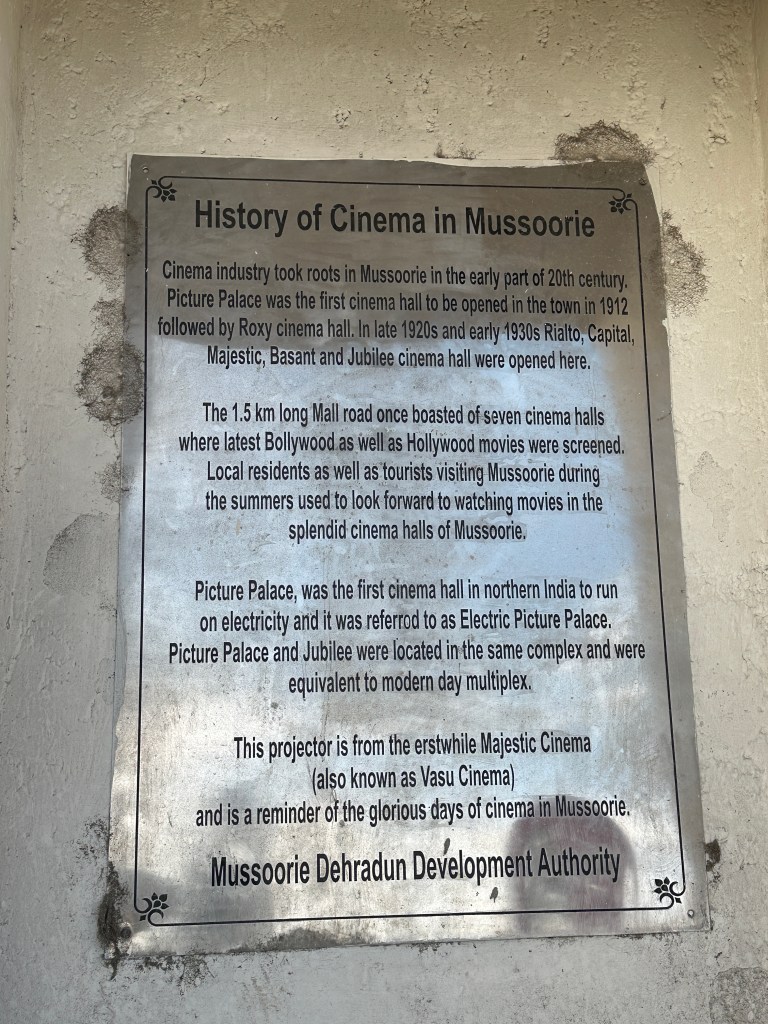 History of Cinema in Mussoorie
Cinema industry took roots in Mussoorie in the early part of 20th century.
Picture Palace was the first cinema hall to be opened in the town in 1912
followed by Roxy cinema hall. In late 1920s and early 1930s Rialto, Capital,
Majestic, Basant and Jubilee cinema hall were opened here.
The 1.5 km long Mall road once boasted of seven cinema halls
where latest Bollywood as well as Hollywood movies were screened.
Local residents as well as tourists visiting Mussoorie during
the summers used to look forward to watching movies in the
splendid cinema halls of Mussoorie.
Picture Palace, was the first cinema hall in northern India to run
on electricity and it was referrod to as Electric Picture Palace.
Picture Palace and Jubilee were located in the same complex and were
equivalent to modern day multiplex.
This projector is from the erstwhile Majestic Cinema
(also known as Vasu Cinema)
and is a reminder of the glorious days of cinema in Mussoorie.
Mussoorie Dehradun Development Authority